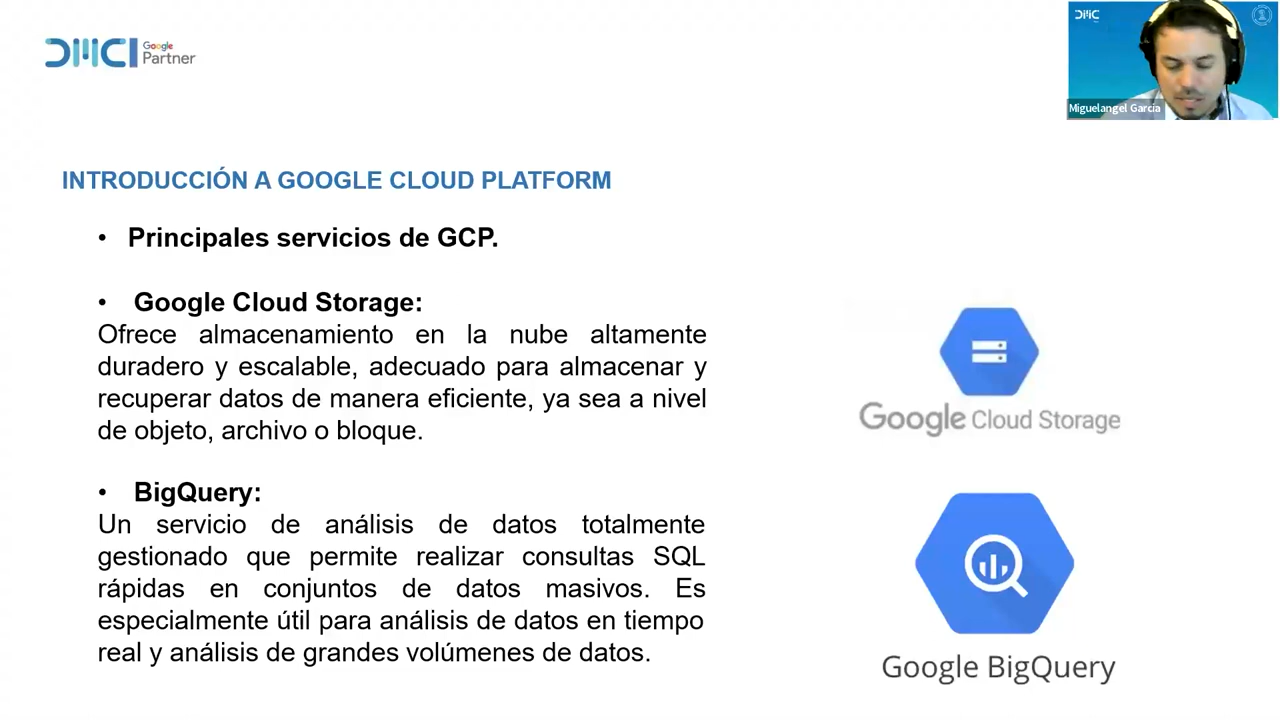 DMC
Google
Partner
DMC
Miguelangel García
INTRODUCCIÓN A GOOGLE CLOUD PLATFORM
• Principales servicios de GCP.
• Google Cloud Storage:
Ofrece almacenamiento en la nube altamente
duradero y escalable, adecuado para almacenar y
recuperar datos de manera eficiente, ya sea a nivel
de objeto, archivo o bloque.
• BigQuery:
Un servicio de análisis de datos totalmente
gestionado que permite realizar consultas SQL
rápidas en conjuntos de datos masivos. Es
especialmente útil para análisis de datos en tiempo
real y análisis de grandes volúmenes de datos.
Google Cloud Storage
Google BigQuery